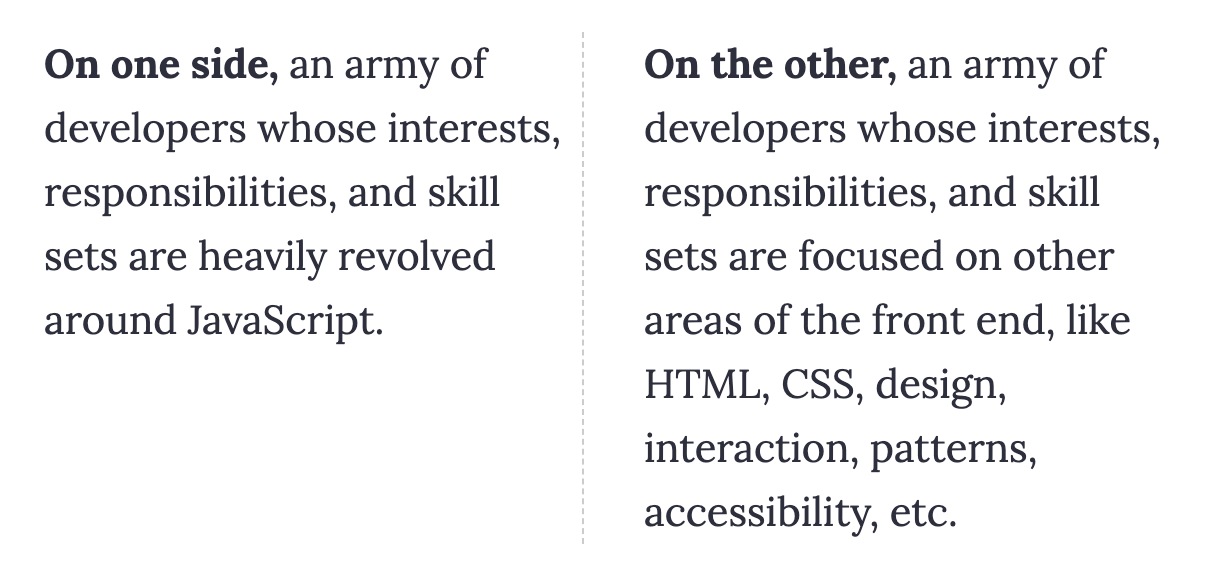 On one side, an army of
developers whose interests,
responsibilities, and skill
sets are heavily revolved
around JavaScript.
On the other, an army of
developers whose interests,
responsibilities, and skill
sets are focused on other
areas of the front end, like
HTML, CSS, design,
interaction, patterns,
accessibility, etc.